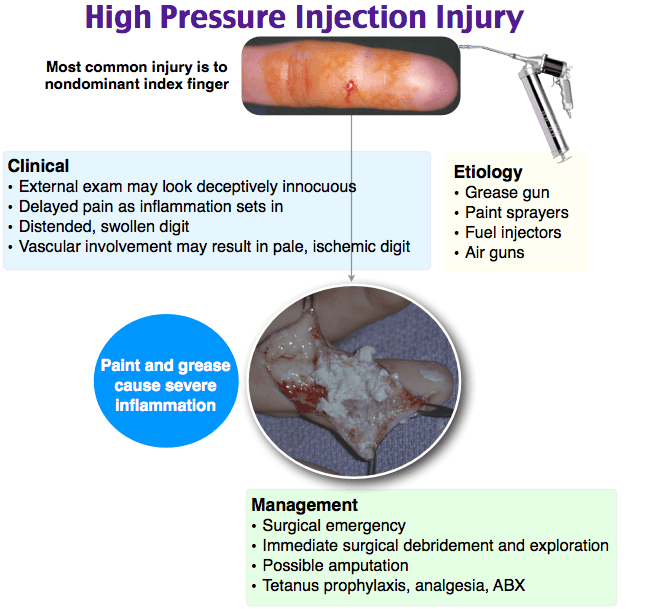 High Pressure Injection Injury
Most common injury is to
nondominant index finger
Clinical
• External exam may look deceptively innocuous
• Delayed pain as inflammation sets in
• Distended, swollen digit
• Vascular involvement may result in pale, ischemic digit
Etiology
• Grease gun
• Paint sprayers
• Fuel injectors
• Air guns
Paint and grease
cause severe
inflammation
Management
• Surgical emergency
• Immediate surgical debridement and exploration
• Possible amputation
• Tetanus prophylaxis, analgesia, ABX